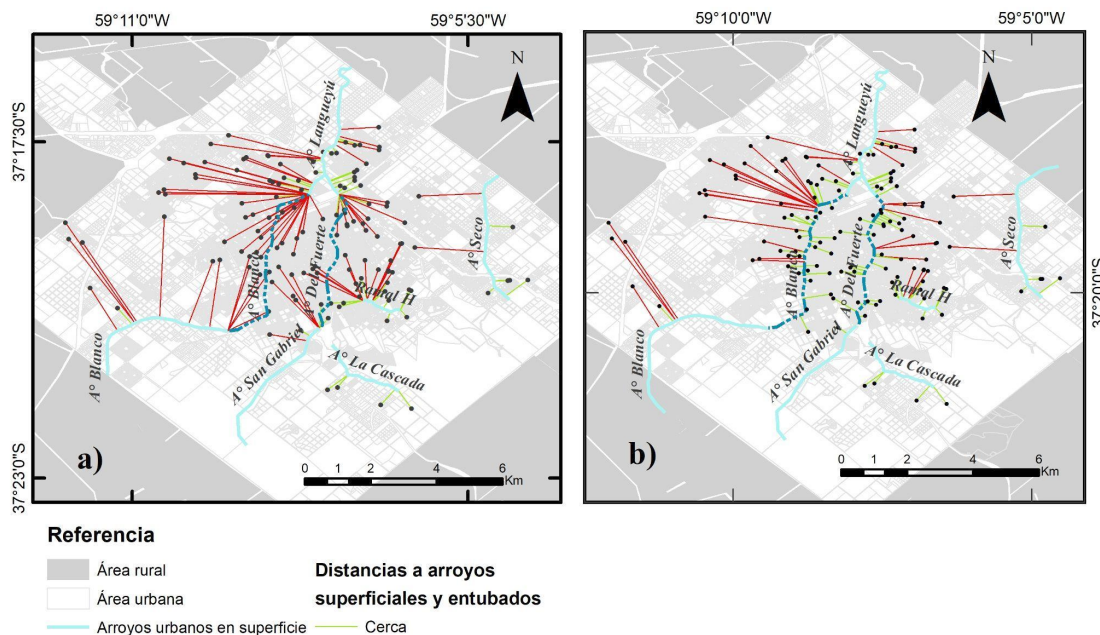 59°11'0"W 59°5'30"W 59°10'0"W 59°5'0"W
37°17'30"S
37°23'0"S
37°20'0"S
N
A° Langueyú
A° Blanco
A° Del Fuerte
A° Seco
Ramal H
A° Blanco
A° San Gabriel
A° La Cascada
a)
0 1 2 4 6
Km
N
A° Langueyú
A° Blanco
A° Del Fuerte
A° Seco
Ramal H
A° Blanco
A° San Gabriel
A° La Cascada
b)
0 1 2 4 6
Km
Referencia
Área rural
Área urbana
Arroyos urbanos en superficie
Distancias a arroyos
superficiales y entubados
Cerca